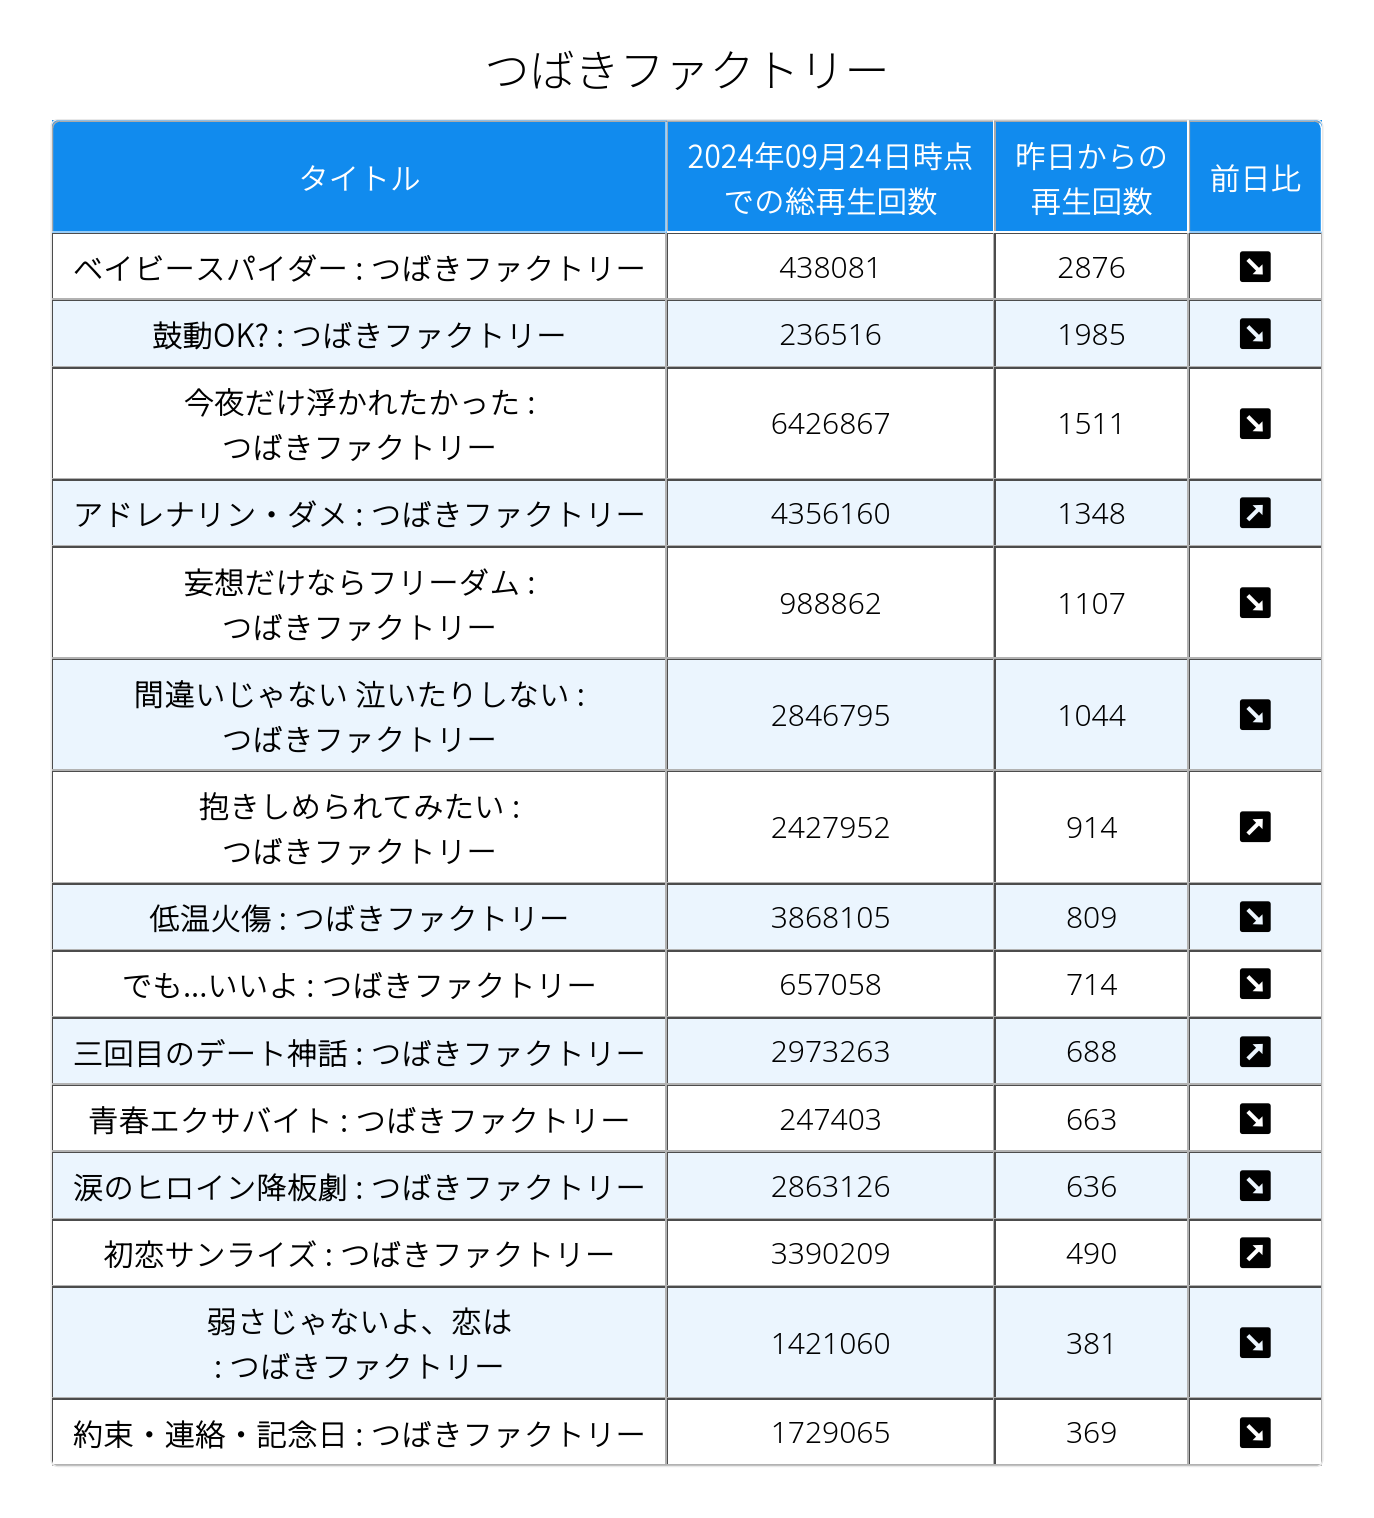 つばきファクトリー
タイトル
2024年09月24日時点
での総再生回数
昨日からの
再生回数
前日比
ベイビースパイダー : つばきファクトリー 438081 2876 ↘
鼓動OK? : つばきファクトリー 236516 1985 ↘
今夜だけ浮かれたかった :
つばきファクトリー 6426867 1511 ↘
アドレナリン・ダメ : つばきファクトリー 4356160 1348 ↗
妄想だけならフリーダム :
つばきファクトリー 988862 1107 ↘
間違いじゃない 泣いたりしない :
つばきファクトリー 2846795 1044 ↘
抱きしめられてみたい :
つばきファクトリー 2427952 914 ↗
低温火傷 : つばきファクトリー 3868105 809 ↘
でも...いいよ : つばきファクトリー 657058 714 ↘
三回目のデート神話 : つばきファクトリー 2973263 688 ↗
青春エクサバイト : つばきファクトリー 247403 663 ↘
涙のヒロイン降板劇 : つばきファクトリー 2863126 636 ↘
初恋サンライズ : つばきファクトリー 3390209 490 ↗
弱さじゃないよ、恋は
: つばきファクトリー 1421060 381 ↘
約束・連絡・記念日 : つばきファクトリー 1729065 369 ↘